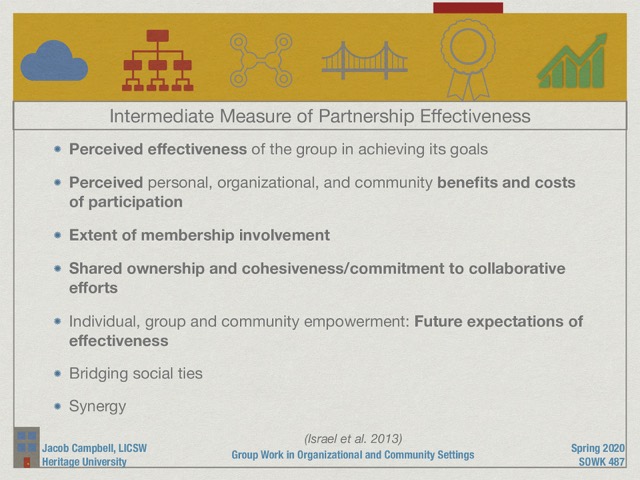 Intermediate Measure of Partnership Effectiveness
Perceived effectiveness of the group in achieving its goals
Perceived personal, organizational, and community benefits and costs
of participation
Extent of membership involvement
Shared ownership and cohesiveness/commitment to collaborative
efforts
Individual, group and community empowerment: Future expectations of
effectiveness
Bridging social ties
Synergy
(Israel et al. 2013)
Jacob Campbell, LICSW
Heritage University
Group Work in Organizational and Community Settings
Spring 2020
SOWK 487